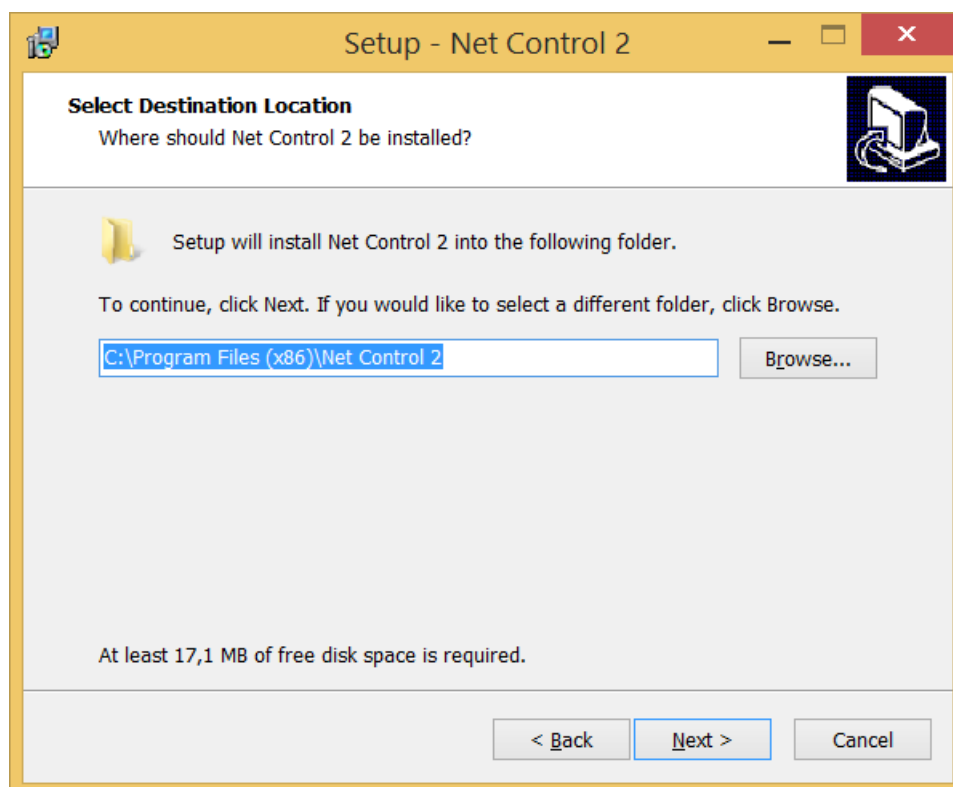 Setup - Net Control 2
Select Destination Location
Where should Net Control 2 be installed?
Setup will install Net Control 2 into the following folder.
To continue, click Next. If you would like to select a different folder, click Browse.
C:\Program Files (x86)\Net Control 2
Browse...
At least 17,1 MB of free disk space is required.
< Back
Next >
Cancel